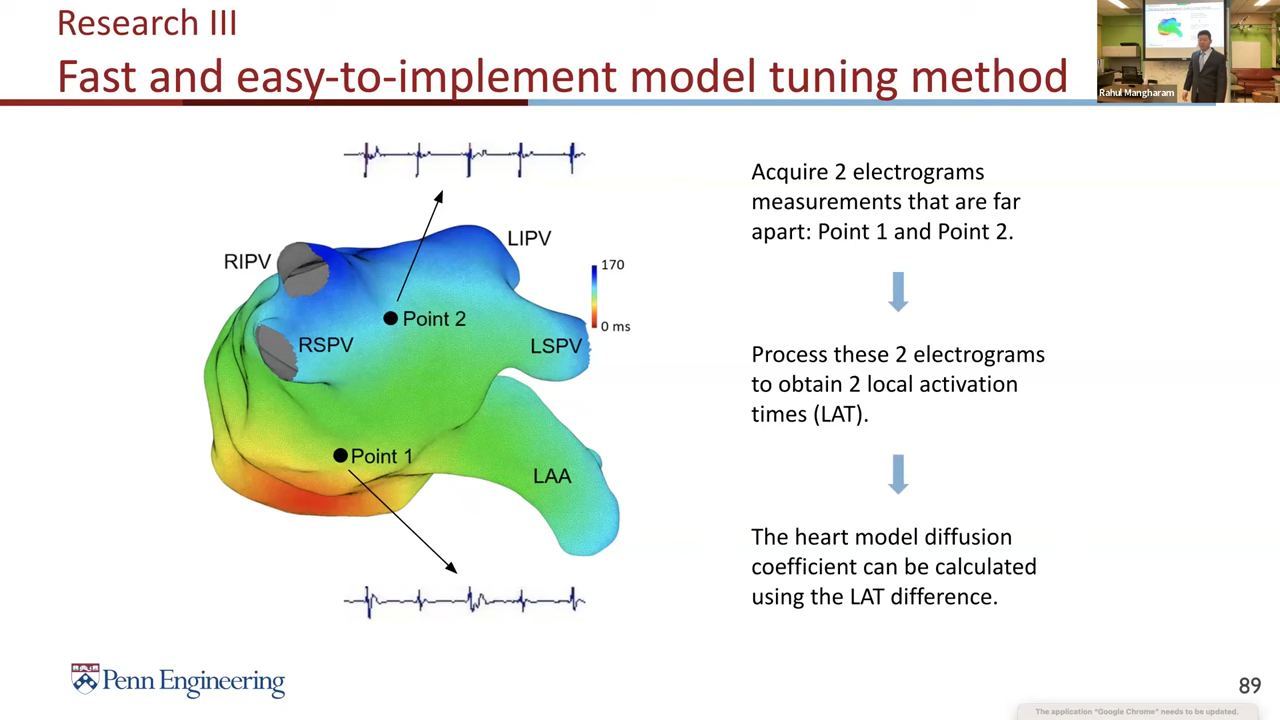 Research III
Fast and easy-to-implement model tuning method
Rahul Mangharam
RIPV
LIPV
170
0 ms
Point 2
RSPV
LSPV
Point 1
LAA
Acquire 2 electrograms
measurements that are far
apart: Point 1 and Point 2.
Process these 2 electrograms
to obtain 2 local activation
times (LAT).
The heart model diffusion
coefficient can be calculated
using the LAT difference.
Penn Engineering
89
The application “Google Chrome” needs to be updated.